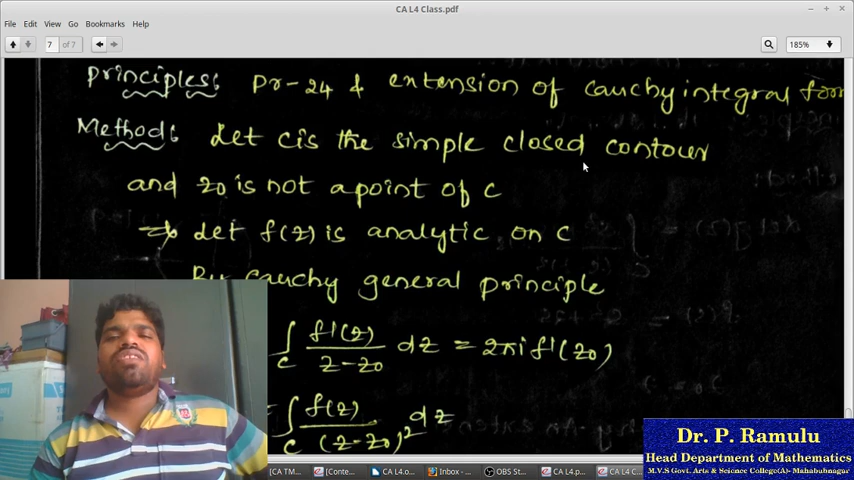 CA L4 Class.pdf
File Edit View Go Bookmarks Help
7 of 7
185%
principless: Pr-24 & extension of cauchy integral form
Method: Let C is the simple closed contour
and z0 is not a point of C
⇒ Let f(z) is analytic on C
By cauchy general principle
∫C f'(z)/(z-z0) dz = 2πi f'(z0)
∫C f(z)/(z-z0)² dz
Dr. P. Ramulu
Head Department of Mathematics
M.V.S Govt. Arts & Science College(A)- Mahabubnagar
[CA TM... [Conte... CA L4.o... Inbox - ... OBS St... CA L4.p... CA L4 C...